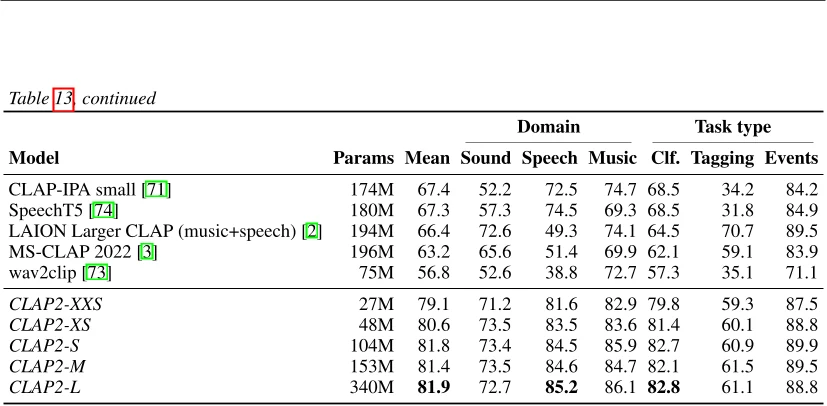 Table 13, continued
Domain Task type
Model Params Mean Sound Speech Music Clf. Tagging Events
CLAP-IPA small [71] 174M 67.4 52.2 72.5 74.7 68.5 34.2 84.2
SpeechT5 [74] 180M 67.3 57.3 74.5 69.3 68.5 31.8 84.9
LAION Larger CLAP (music+speech) [2] 194M 66.4 72.6 49.3 74.1 64.5 70.7 89.5
MS-CLAP 2022 [3] 196M 63.2 65.6 51.4 69.9 62.1 59.1 83.9
wav2clip [73] 75M 56.8 52.6 38.8 72.7 57.3 35.1 71.1
CLAP2-XXS 27M 79.1 71.2 81.6 82.9 79.8 59.3 87.5
CLAP2-XS 48M 80.6 73.5 83.5 83.6 81.4 60.1 88.8
CLAP2-S 104M 81.8 73.4 84.5 85.9 82.7 60.9 89.9
CLAP2-M 153M 81.4 73.5 84.6 84.7 82.1 61.5 89.5
CLAP2-L 340M 81.9 72.7 85.2 86.1 82.8 61.1 88.8